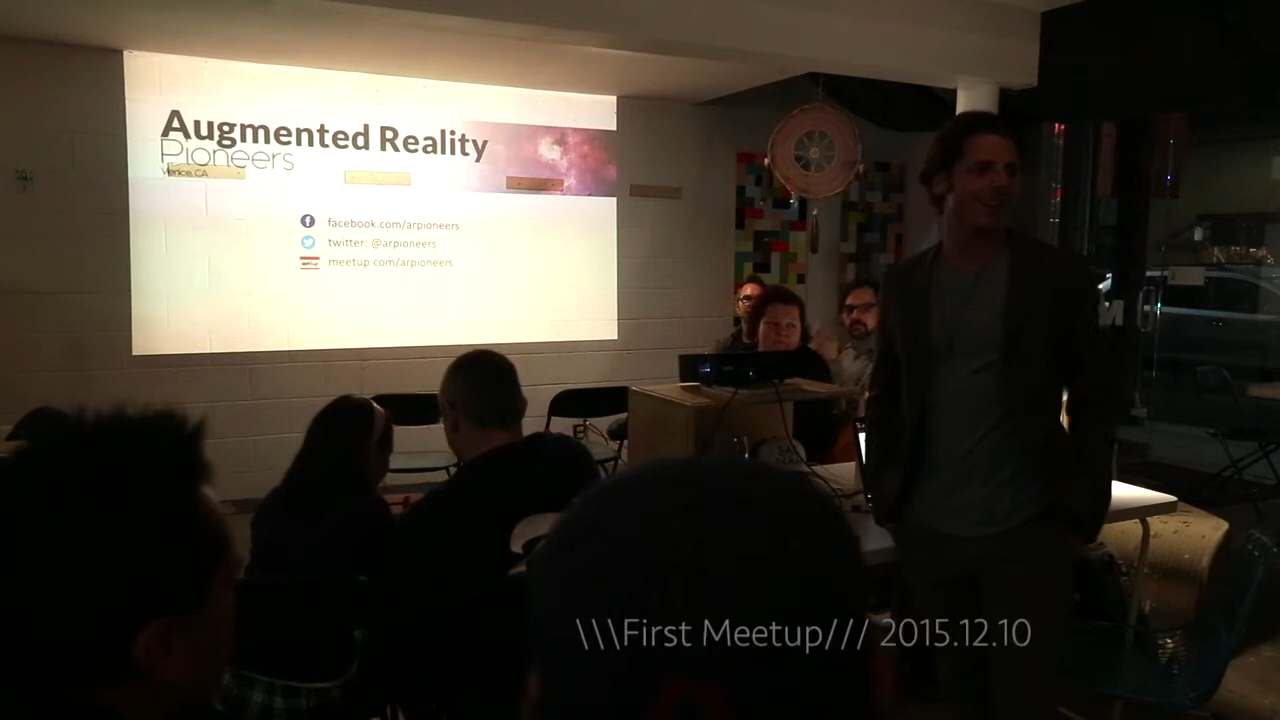 Augmented Reality
Pioneers
Venice, CA
facebook.com/arpioneers
twitter: @arpioneers
meetup.com/arpioneers
\\\First Meetup/// 2015.12.10